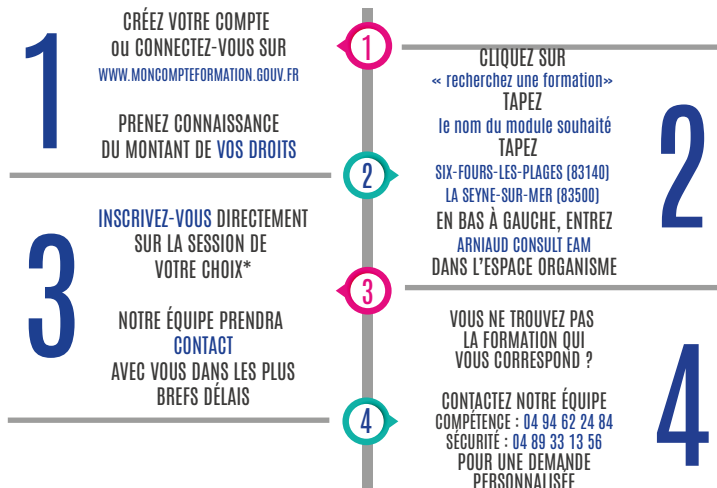 1
CRÉEZ VOTRE COMPTE
ou CONNECTEZ-VOUS SUR
WWW.MONCOMPTEFORMATION.GOUV.FR
PRENEZ CONNAISSANCE
DU MONTANT DE VOS DROITS
1
2
CLIQUEZ SUR
« recherchez une formation»
TAPEZ
le nom du module souhaité
TAPEZ
SIX-FOURS-LES-PLAGES (83140)
LA SEYNE-SUR-MER (83500)
EN BAS À GAUCHE, ENTREZ
ARNIAUD CONSULT EAM
DANS L'ESPACE ORGANISME
2
3
INSCRIVEZ-VOUS DIRECTEMENT
SUR LA SESSION DE
VOTRE CHOIX*
NOTRE ÉQUIPE PRENDRA
CONTACT
AVEC VOUS DANS LES PLUS
BREFS DÉLAIS
3
4
VOUS NE TROUVEZ PAS
LA FORMATION QUI
VOUS CORRESPOND ?
CONTACTEZ NOTRE ÉQUIPE
COMPÉTENCE : 04 94 62 24 84
SÉCURITÉ : 04 89 33 13 56
POUR UNE DEMANDE
PERSONNALISÉE
4